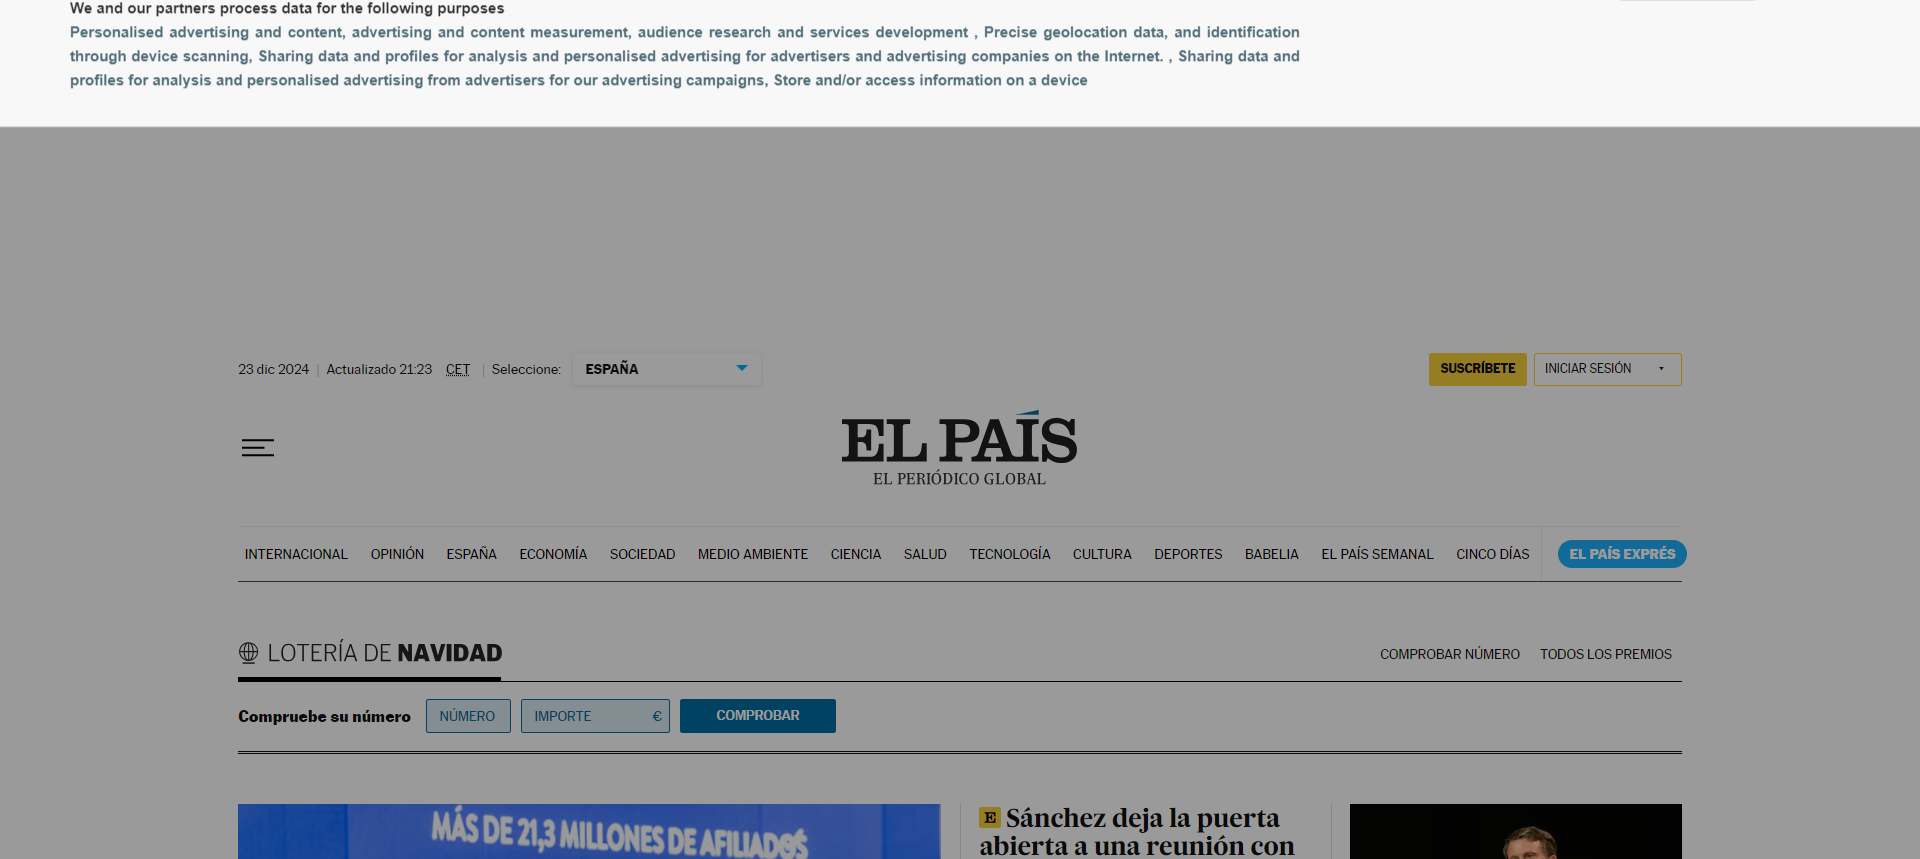 We and our partners process data for the following purposes
Personalised advertising and content, advertising and content measurement, audience research and services development , Precise geolocation data, and identification
through device scanning, Sharing data and profiles for analysis and personalised advertising for advertisers and advertising companies on the Internet. , Sharing data and
profiles for analysis and personalised advertising from advertisers for our advertising campaigns, Store and/or access information on a device
23 dic 2024 | Actualizado 21:23 CET | Seleccione: ESPAÑA
SUSCRÍBETE INICIAR SESIÓN
EL PAÍS
EL PERIÓDICO GLOBAL
INTERNACIONAL OPINIÓN ESPAÑA ECONOMÍA SOCIEDAD MEDIO AMBIENTE CIENCIA SALUD TECNOLOGÍA CULTURA DEPORTES BABELIA EL PAÍS SEMANAL CINCO DÍAS EL PAÍS EXPRÉS
LOTERÍA DE NAVIDAD
COMPROBAR NÚMERO TODOS LOS PREMIOS
Compruebe su número NÚMERO IMPORTE € COMPROBAR
MÁS DE 21,3 MILLONES DE AFILIADOS
E Sánchez deja la puerta
abierta a una reunión con